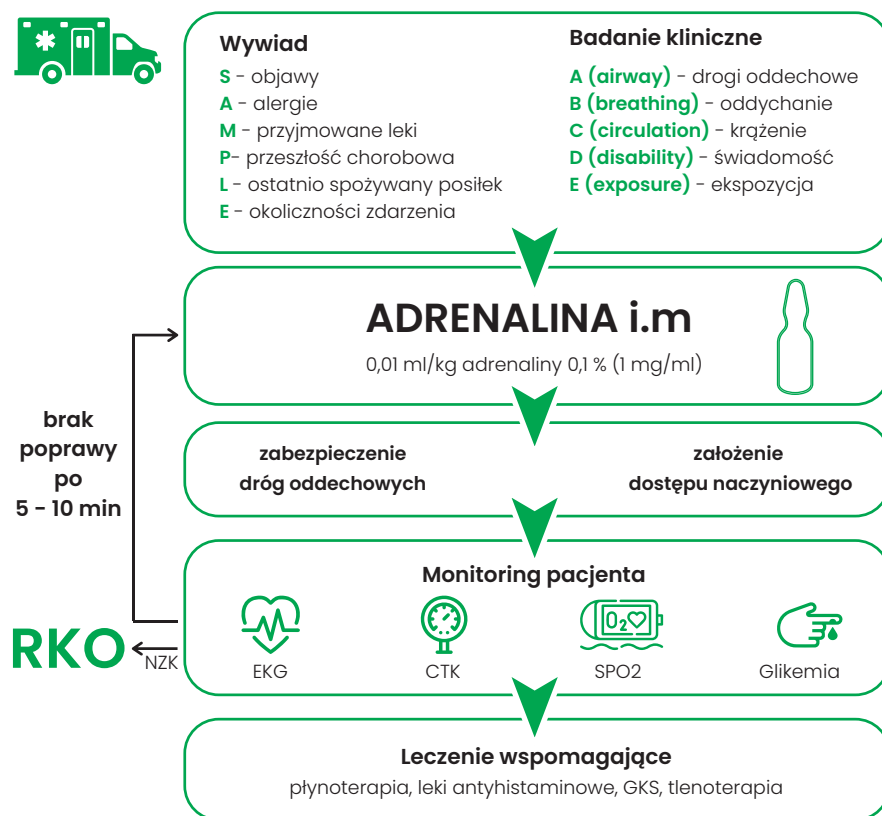 Wywiad
S - objawy
A - alergie
M - przyjmowane leki
P- przeszłość chorobowa
L - ostatnio spożywany posiłek
E - okoliczności zdarzenia
Badanie kliniczne
A (airway) - drogi oddechowe
B (breathing) - oddychanie
C (circulation) - krążenie
D (disability) - świadomość
E (exposure) - ekspozycja
ADRENALINA i.m
0,01 ml/kg adrenaliny 0,1 % (1 mg/ml)
brak
poprawy
po
5 - 10 min
zabezpieczenie
dróg oddechowych
założenie
dostępu naczyniowego
Monitoring pacjenta
O₂
EKG
CTK
SPO2
Glikemia
RKO
NZK
Leczenie wspomagające
płynoterapia, leki antyhistaminowe, GKS, tlenoterapia